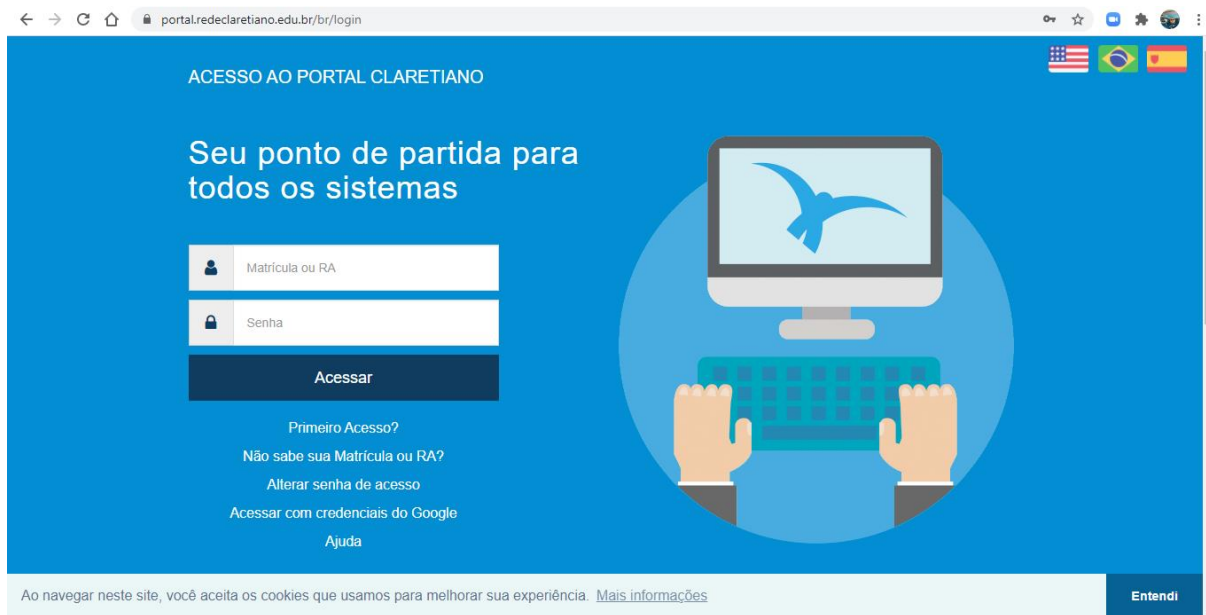 portal.redeclaretiano.edu.br/br/login
ACESSO AO PORTAL CLARETIANO
Seu ponto de partida para
todos os sistemas
Matrícula ou RA
Senha
Acessar
Primeiro Acesso?
Não sabe sua Matrícula ou RA?
Alterar senha de acesso
Acessar com credenciais do Google
Ajuda
Ao navegar neste site, você aceita os cookies que usamos para melhorar sua experiência. Mais informações
Entendi